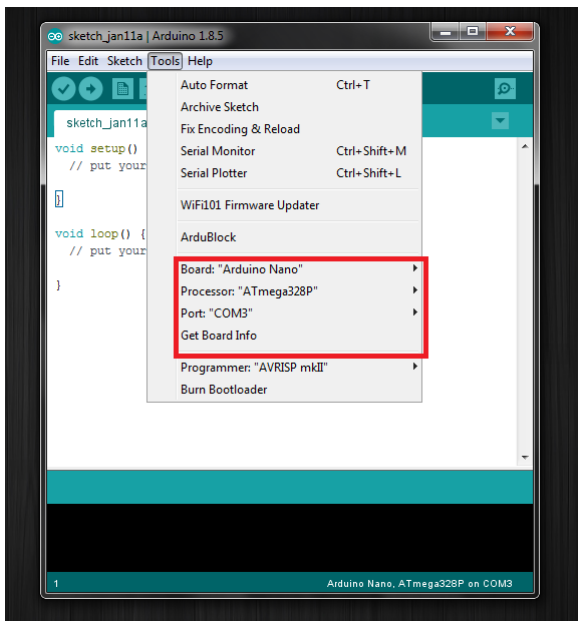 sketch_jan11a | Arduino 1.8.5
File Edit Sketch Tools Help
sketch_jan11a
void setup()
// put your
}
void loop() {
// put your
}
Auto Format Ctrl+T
Archive Sketch
Fix Encoding & Reload
Serial Monitor Ctrl+Shift+M
Serial Plotter Ctrl+Shift+L
WiFi101 Firmware Updater
ArduBlock
Board: "Arduino Nano"
Processor: "ATmega328P"
Port: "COM3"
Get Board Info
Programmer: "AVRISP mkII"
Burn Bootloader
1 Arduino Nano, ATmega328P on COM3